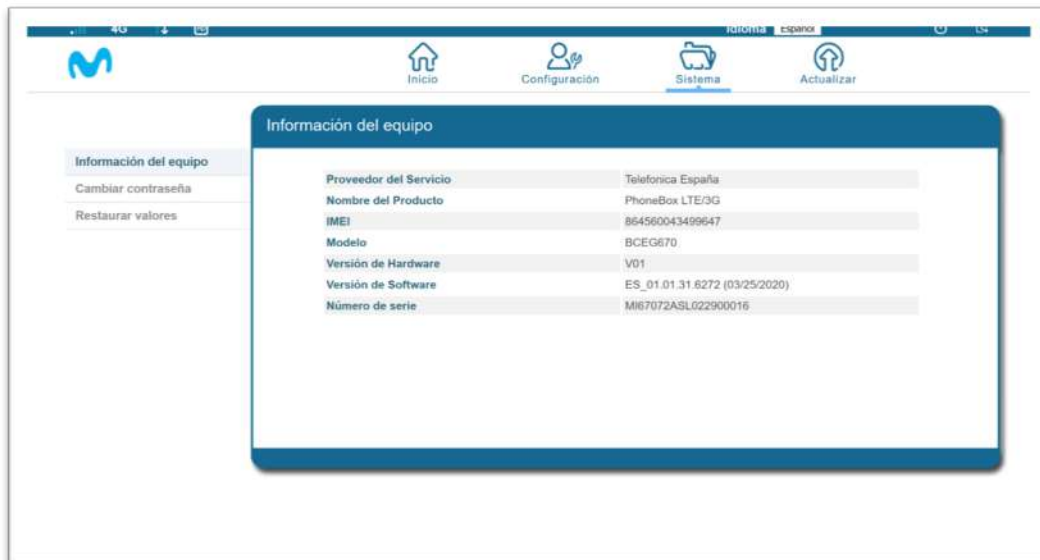 4G Idioma Español
Inicio Configuración Sistema Actualizar
Información del equipo
Información del equipo
Cambiar contraseña
Restaurar valores
Proveedor del Servicio Telefonica España
Nombre del Producto PhoneBox LTE/3G
IMEI 864560043499647
Modelo BCEG670
Versión de Hardware V01
Versión de Software ES_01.01.31.6272 (03/25/2020)
Número de serie MI67072ASL022900016